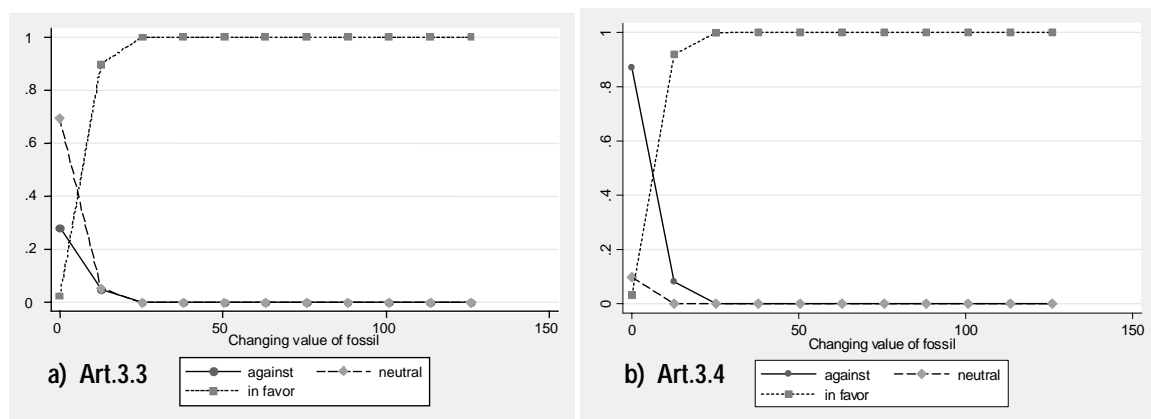 1
.8
.6
.4
.2
0
0 50 100 150
Changing value of fossil
a) Art.3.3
against neutral
in favor
1
.8
.6
.4
.2
0
0 50 100 150
Changing value of fossil
b) Art.3.4
against neutral
in favor